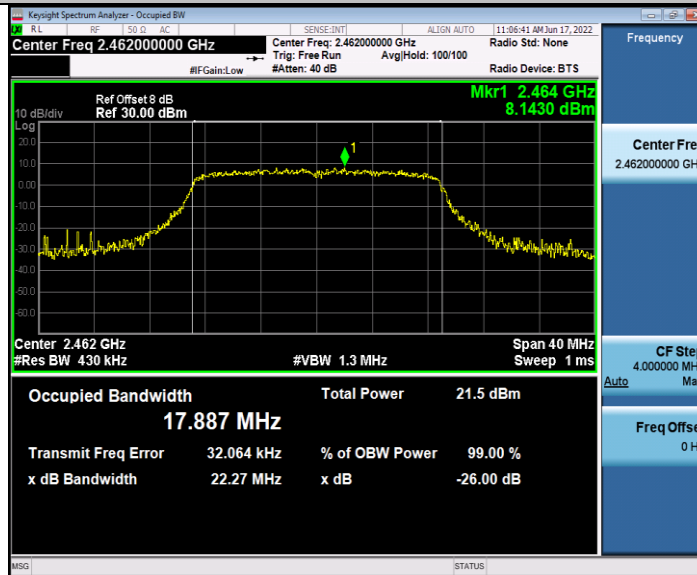 Keysight Spectrum Analyzer - Occupied BW
RL RF 50 Ω AC SENSE:INT ALIGN AUTO 11:06:41 AM Jun 17, 2022
Center Freq 2.462000000 GHz
Center Freq: 2.462000000 GHz
Radio Std: None
Trig: Free Run Avg|Hold: 100/100
#IFGain:Low #Atten: 40 dB Radio Device: BTS
Frequency
Ref Offset 8 dB
10 dB/div Ref 30.00 dBm
Mkr1 2.464 GHz
8.1430 dBm
Log
20.0
10.0
0.00
-10.0
-20.0
-30.0
-40.0
-50.0
-60.0
1
Center 2.462 GHz Span 40 MHz
#Res BW 430 kHz #VBW 1.3 MHz Sweep 1 ms
Occupied Bandwidth Total Power 21.5 dBm
17.887 MHz
Transmit Freq Error 32.064 kHz % of OBW Power 99.00 %
x dB Bandwidth 22.27 MHz x dB -26.00 dB
Center Fre
2.462000000 GH
CF Ste
4.000000 MH
Auto Ma
Freq Offse
0 H
MSG STATUS